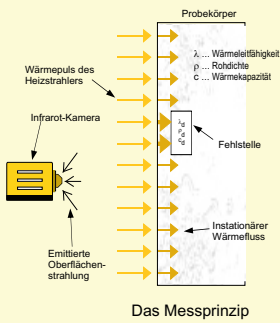 Probekörper
λ ... Wärmeleitfähigkeit
ρ ... Rohdichte
c ... Wärmekapazität
Wärmepuls des
Heizstrahlers
Infrarot-Kamera
λd
ρd
cd
Fehlstelle
Emittierte
Oberflächen-
strahlung
Instationärer
Wärmefluss
Das Messprinzip